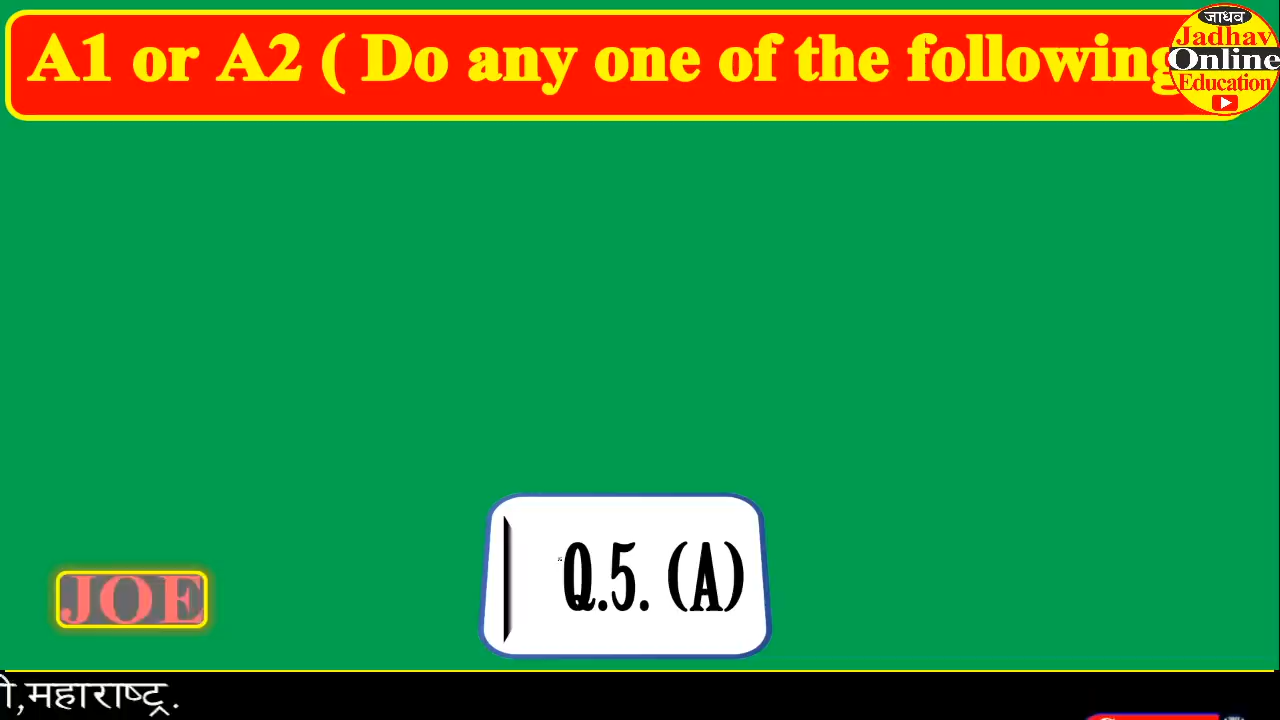 A1 or A2 ( Do any one of the following
जाधव
Jadhav
Online
Education
Q.5. (A)
JOE
ी,महाराष्ट्र.